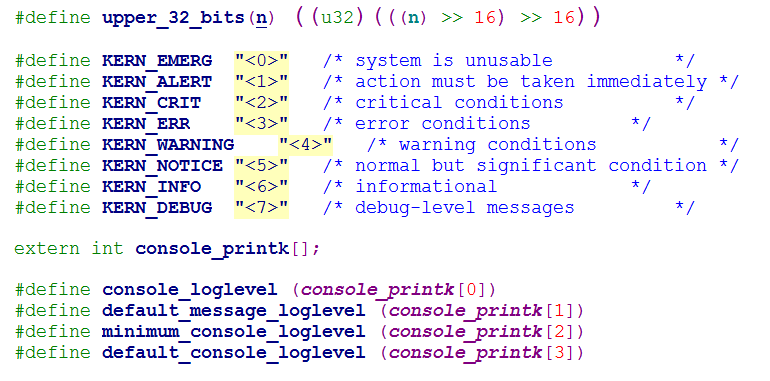 #define upper_32_bits(n) ((u32)(((n) >> 16) >> 16))
#define KERN_EMERG "<0>" /* system is unusable */
#define KERN_ALERT "<1>" /* action must be taken immediately */
#define KERN_CRIT "<2>" /* critical conditions */
#define KERN_ERR "<3>" /* error conditions */
#define KERN_WARNING "<4>" /* warning conditions */
#define KERN_NOTICE "<5>" /* normal but significant condition */
#define KERN_INFO "<6>" /* informational */
#define KERN_DEBUG "<7>" /* debug-level messages */
extern int console_printk[];
#define console_loglevel (console_printk[0])
#define default_message_loglevel (console_printk[1])
#define minimum_console_loglevel (console_printk[2])
#define default_console_loglevel (console_printk[3])